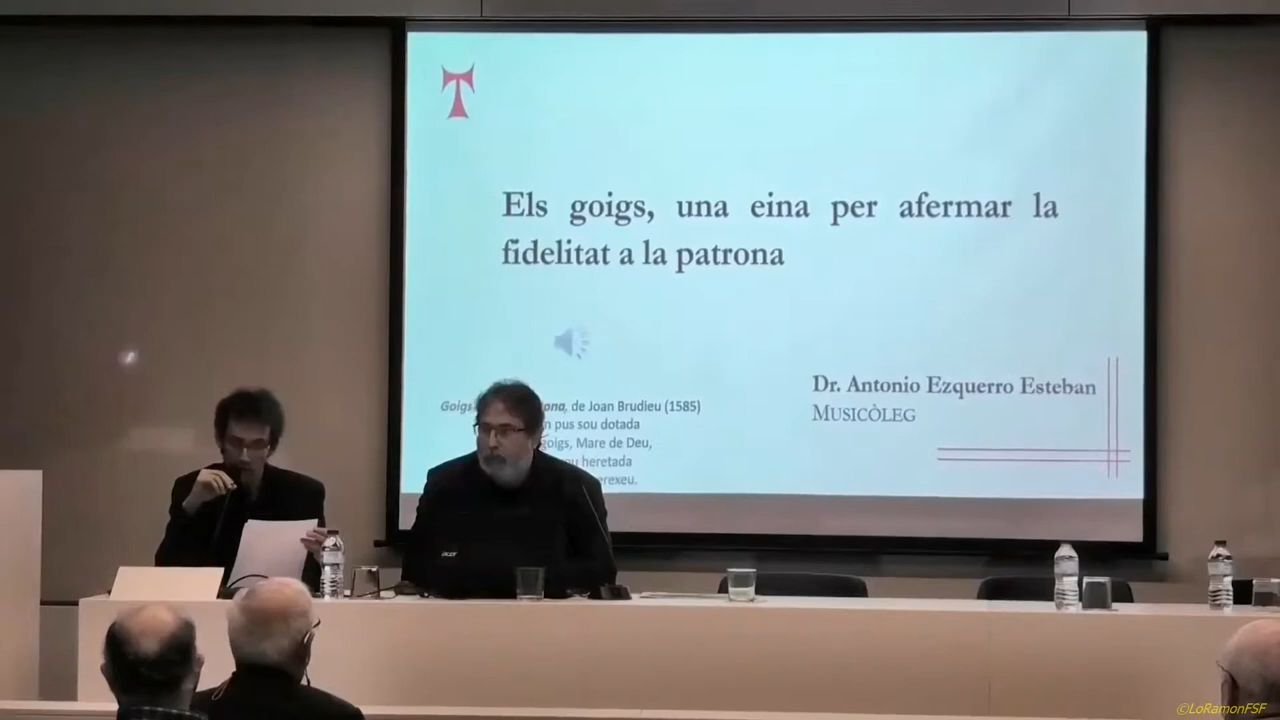 T
Els goigs, una eina per afermar la
fidelitat a la patrona
Dr. Antonio Ezquerro Esteban
MUSICÒLEG
Goigs ona, de Joan Brudieu (1585)
pus sou dotada
goigs, Mare de Deu,
heretada
acer
©LoRamonFSF